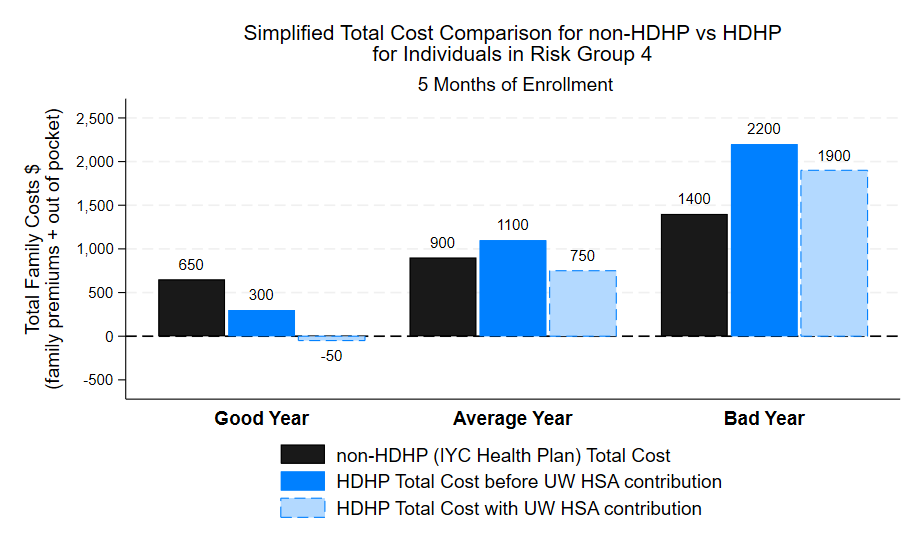 Simplified Total Cost Comparison for non-HDHP vs HDHP
for Individuals in Risk Group 4
5 Months of Enrollment
Total Family Costs $
(family premiums + out of pocket)
2,500
2,000
1,500
1,000
500
0
-500
650
300
-50
900
1100
750
1400
2200
1900
Good Year
Average Year
Bad Year
non-HDHP (IYC Health Plan) Total Cost
HDHP Total Cost before UW HSA contribution
HDHP Total Cost with UW HSA contribution